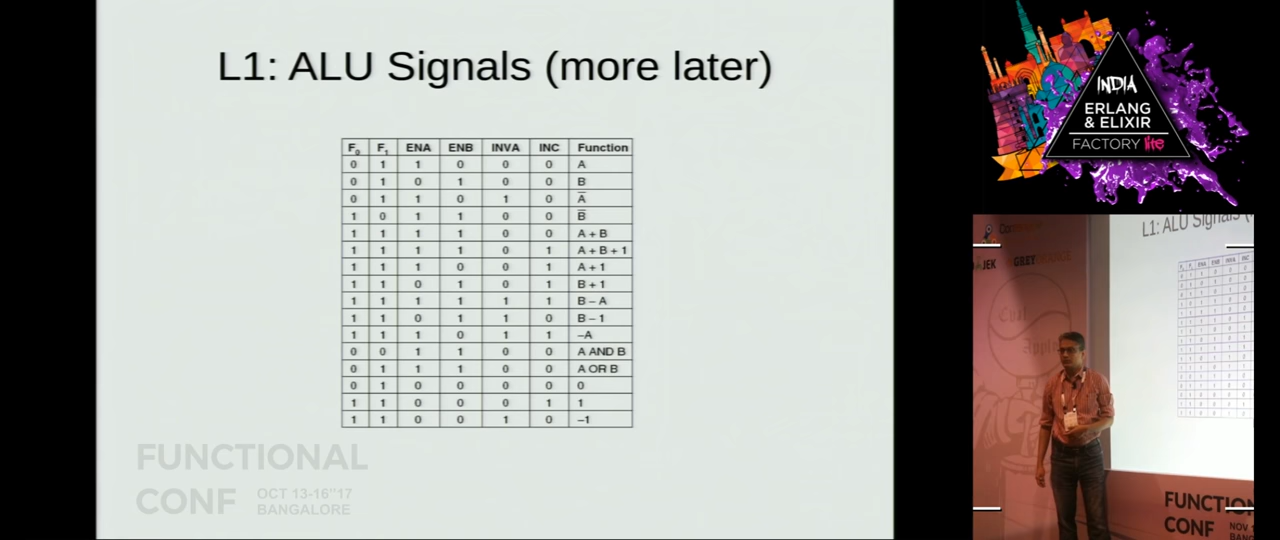 L1: ALU Signals (more later)
F0 F1 ENA ENB INVA INC Function
0 1 1 0 0 0 A
0 1 0 1 0 0 B
0 1 1 0 1 0 A̅
1 0 1 1 0 0 B̅
1 1 1 1 0 0 A + B
1 1 1 1 0 1 A + B + 1
1 1 1 0 0 1 A + 1
1 1 0 1 0 1 B + 1
1 1 1 1 1 1 B – A
1 1 0 1 1 0 B – 1
1 1 1 0 1 1 –A
0 0 1 1 0 0 A AND B
0 1 1 1 0 0 A OR B
0 1 0 0 0 0 0
1 1 0 0 0 1 1
1 1 0 0 1 0 –1
FUNCTIONAL
CONF OCT 13-16"17
BANGALORE
INDIA
ERLANG
& ELIXIR
FACTORY lite
L1: ALU Signals (
JEK GREYORANGE
FUNCTION
CONF NOV 1
BANG